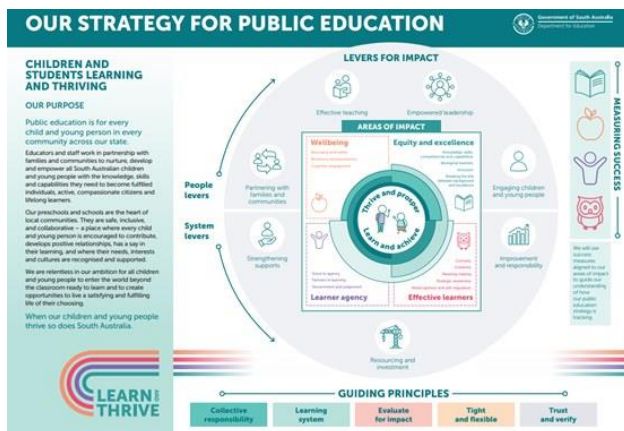 OUR STRATEGY FOR PUBLIC EDUCATION
Government of South Australia
Department for Education
CHILDREN AND
STUDENTS LEARNING
AND THRIVING
OUR PURPOSE
Public education is for every
child and young person in every
community across our state.
Educators and staff work in partnership with
families and communities to nurture, develop
and empower all South Australian children
and young people with the knowledge, skills
and capabilities they need to become fulfilled
individuals, active, compassionate citizens and
lifelong learners.
Our preschools and schools are the heart of
local communities. They are safe, inclusive,
and collaborative – a place where every child
and young person is encouraged to contribute,
develops positive relationships, has a say in
their learning, and where their needs, interests
and cultures are recognised and supported.
We are relentless in our ambition for all children
and young people to enter the world beyond
the classroom ready to learn and to create
opportunities to live a satisfying and fulfilling
life of their choosing.
When our children and young people
thrive so does South Australia.
LEARN AND
THRIVE
LEVERS FOR IMPACT
Effective teaching
Empowered leadership
AREAS OF IMPACT
Wellbeing
Equity and excellence
Thrive and prosper
Learn and achieve
Learner agency
Effective learners
People
levers
System
levers
Partnering with
families and
communities
Strengthening
supports
Engaging children
and young people
Improvement
and responsibility
Resourcing and
investment
MEASURING SUCCESS
We will use
success
measures
aligned to our
areas of impact
to guide our
understanding
of how
our public
education
strategy is
tracking.
GUIDING PRINCIPLES
Collective
responsibility
Learning
system
Evaluate
for impact
Tight
and flexible
Trust
and verify